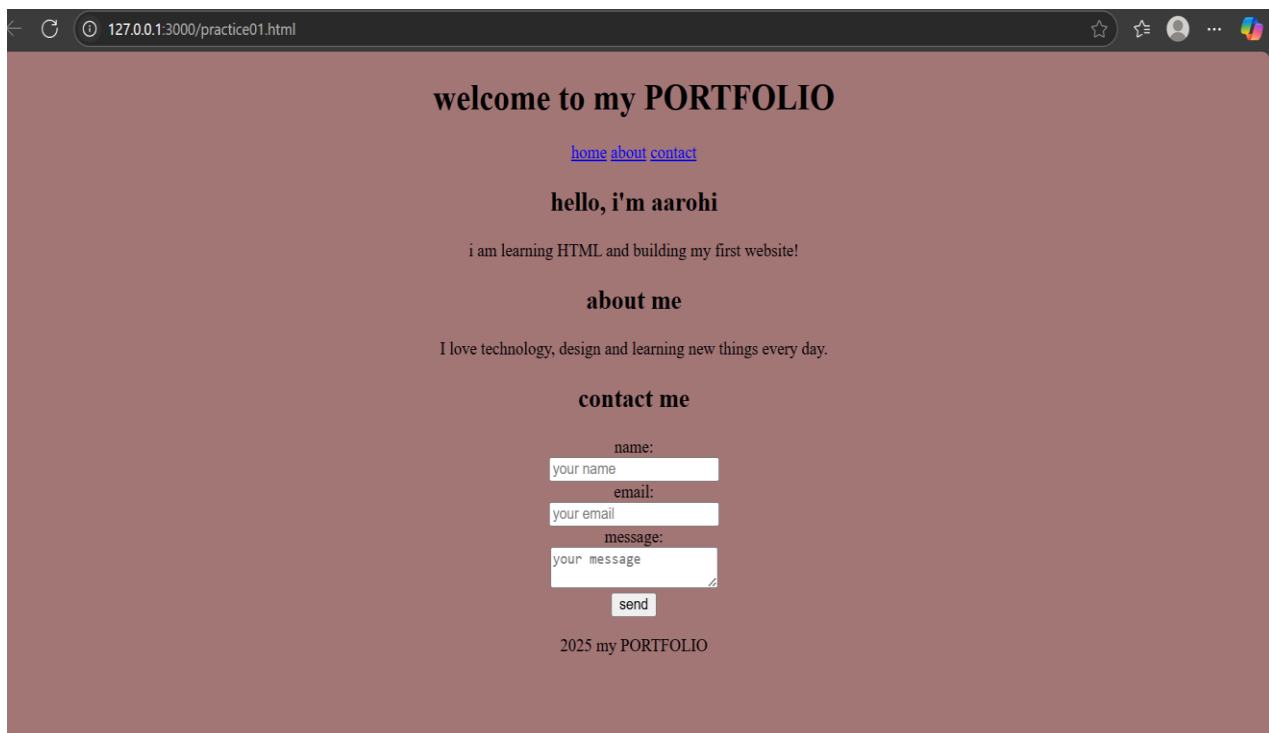 127.0.0.1:3000/practice01.html
welcome to my PORTFOLIO
home about contact
hello, i'm aarohi
i am learning HTML and building my first website!
about me
I love technology, design and learning new things every day.
contact me
name:
your name
email:
your email
message:
your message
send
2025 my PORTFOLIO